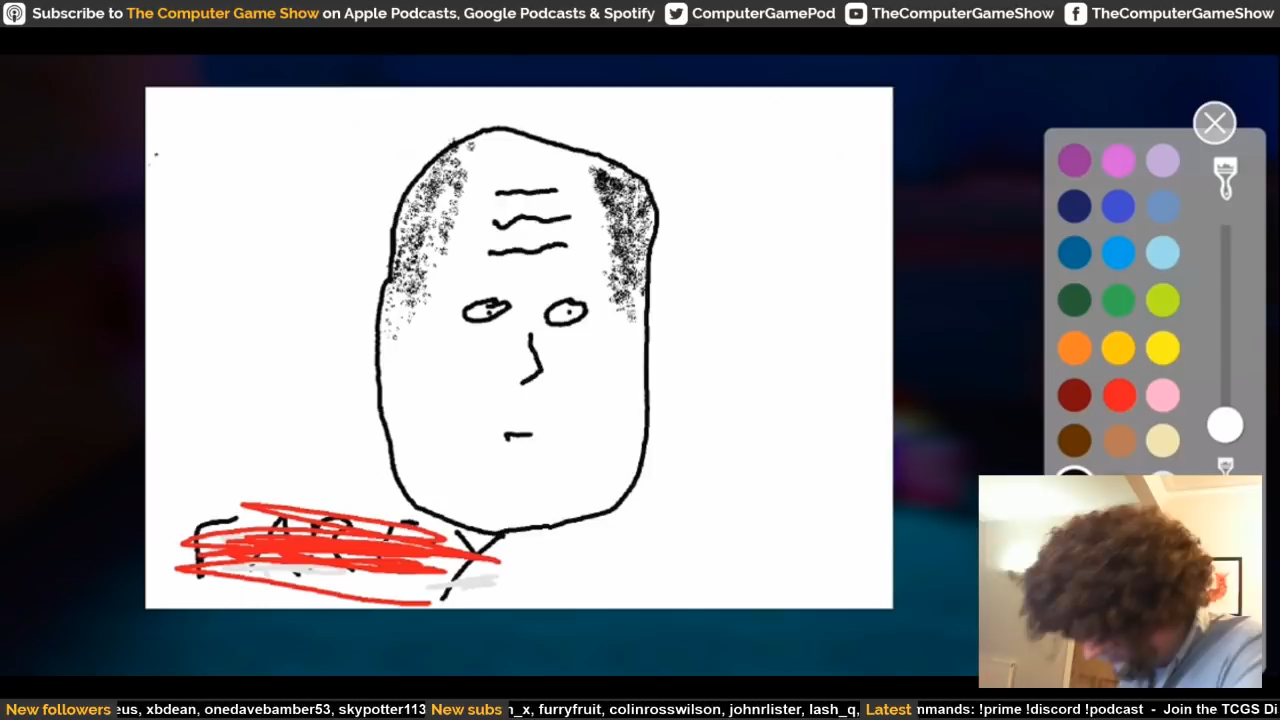 Subscribe to The Computer Game Show on Apple Podcasts, Google Podcasts & Spotify ComputerGamePod TheComputerGameShow TheComputerGameShow
New followers eus, xbdean, onedavebamber53, skypotter113 New subs n_x, furryfruit, colinrosswilson, johnrlister, lash_q, Latest mmands: !prime !discord !podcast - Join the TCGS Di